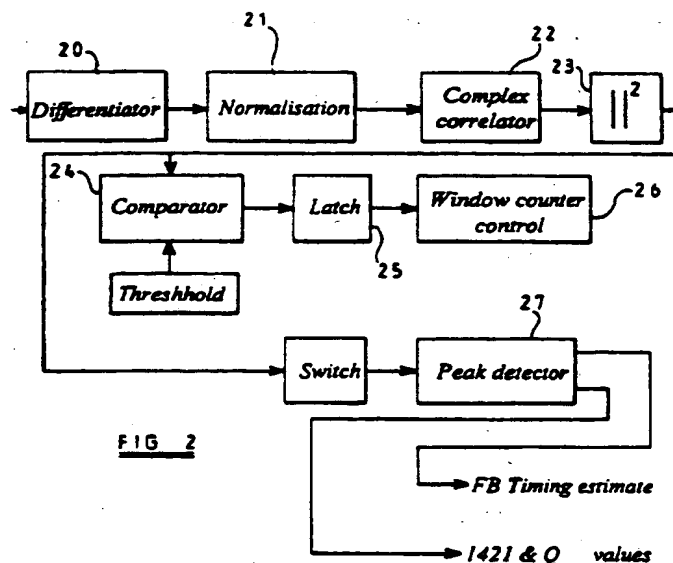 20
21
22
23
Differentiator
Normalisation
Complex
correlator
||²
24
Comparator
Latch
Window counter
control
26
25
Threshhold
27
Switch
Peak detector
FIG 2
FB Timing estimate
1421 & Q values